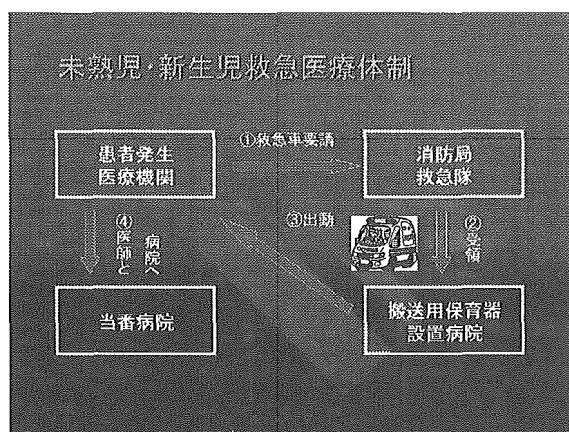 未熟児・新生児救急医療体制
患者発生
医療機関
①救急車要請
消防局
救急隊
④医師と
病院へ
③出動
②受領
当番病院
搬送用保育器
設置病院